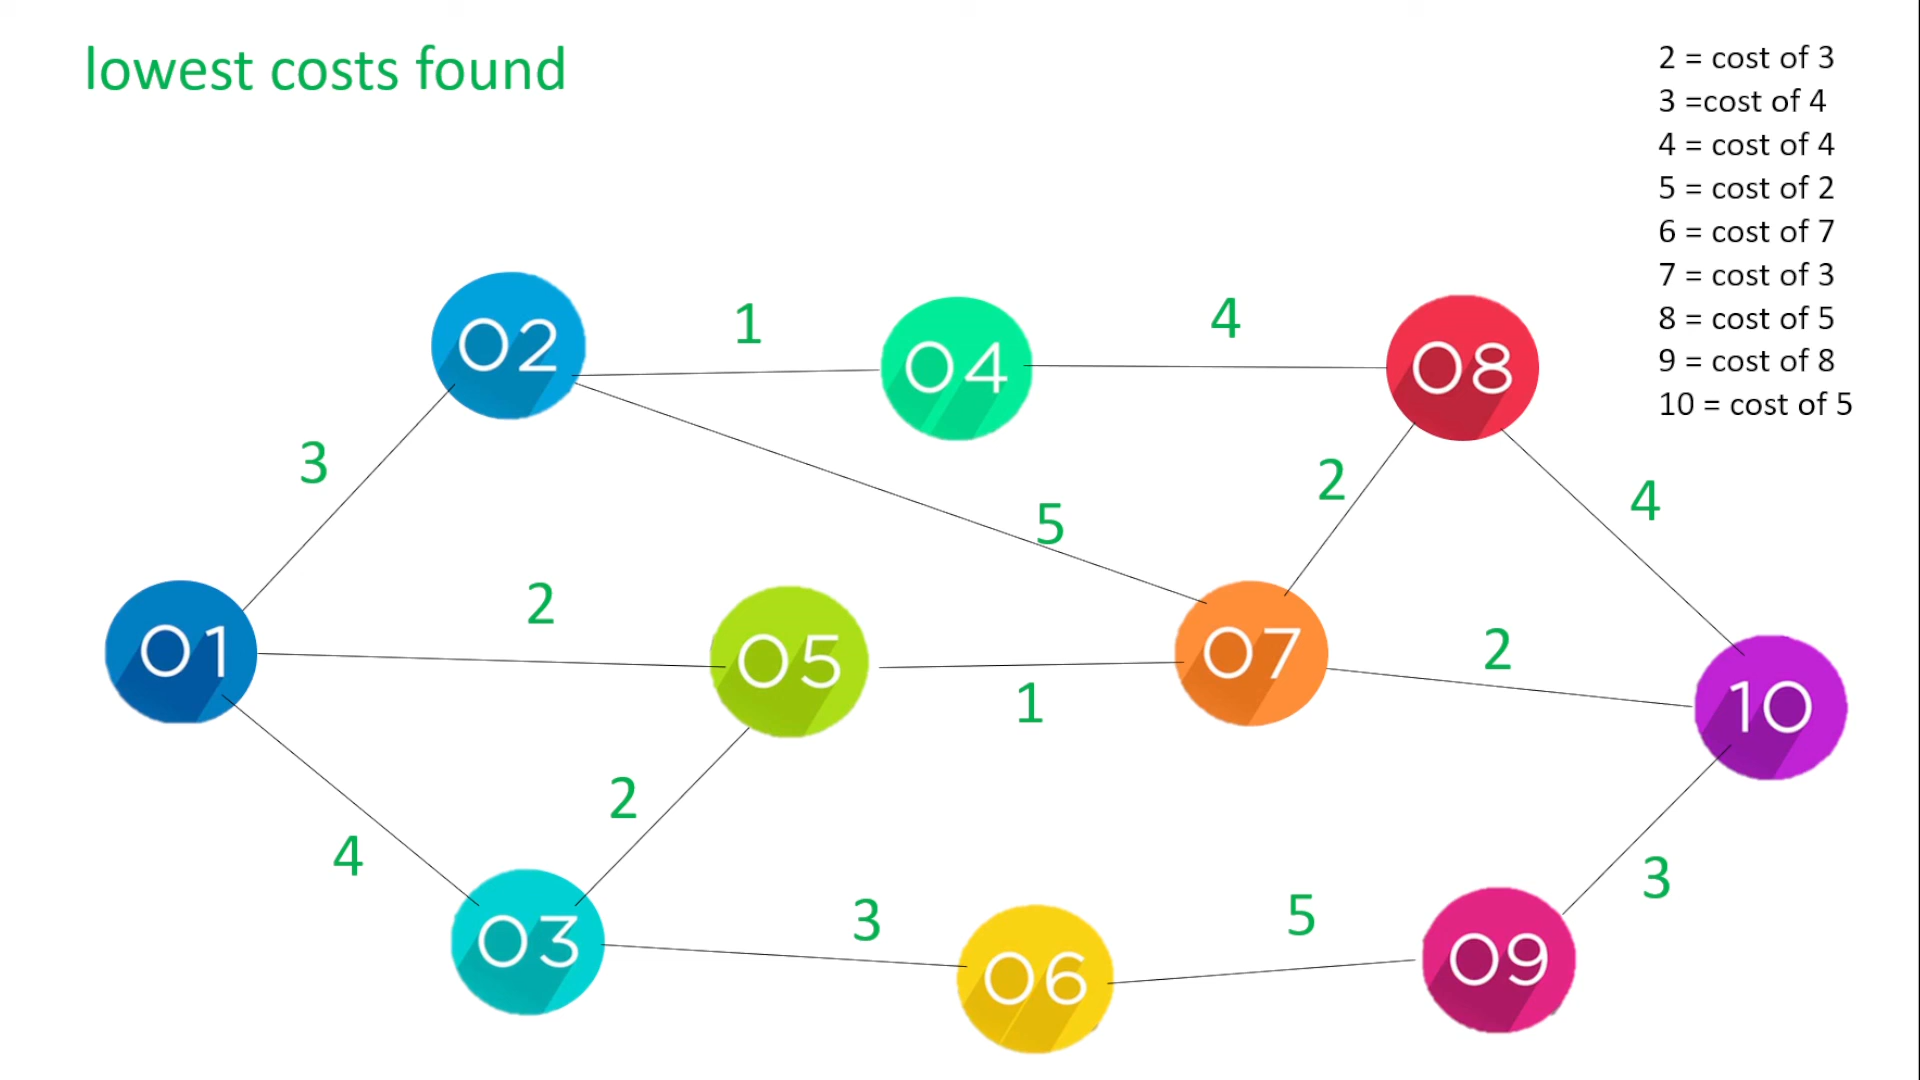 lowest costs found
2 = cost of 3
3 =cost of 4
4 = cost of 4
5 = cost of 2
6 = cost of 7
7 = cost of 3
8 = cost of 5
9 = cost of 8
10 = cost of 5
02
1
04
4
08
3
5
2
4
01
2
05
1
07
2
10
4
2
03
3
06
5
09
3